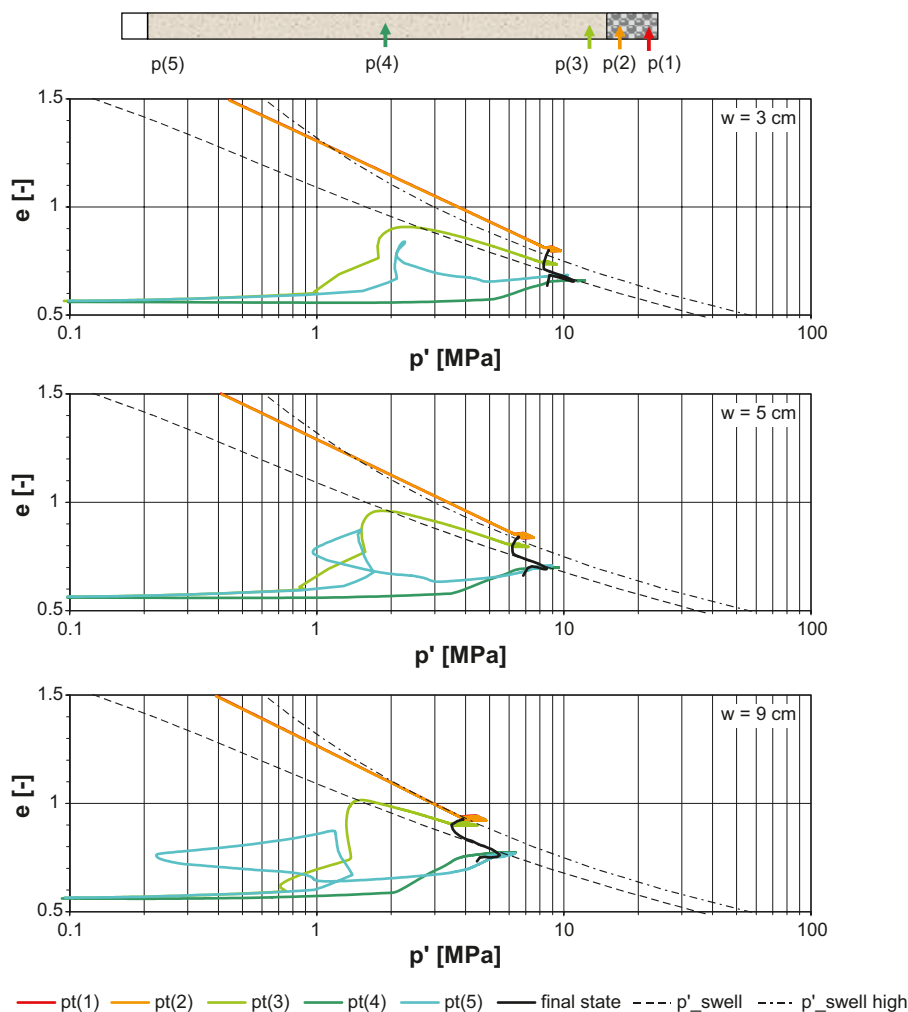 p(5) p(4) p(3) p(2) p(1)
1.5
w = 3 cm
e [-]
1
0.5
0.1 1 10 100
p' [MPa]
1.5
w = 5 cm
e [-]
1
0.5
0.1 1 10 100
p' [MPa]
1.5
w = 9 cm
e [-]
1
0.5
0.1 1 10 100
p' [MPa]
pt(1) pt(2) pt(3) pt(4) pt(5) final state p'_swell p'_swell high